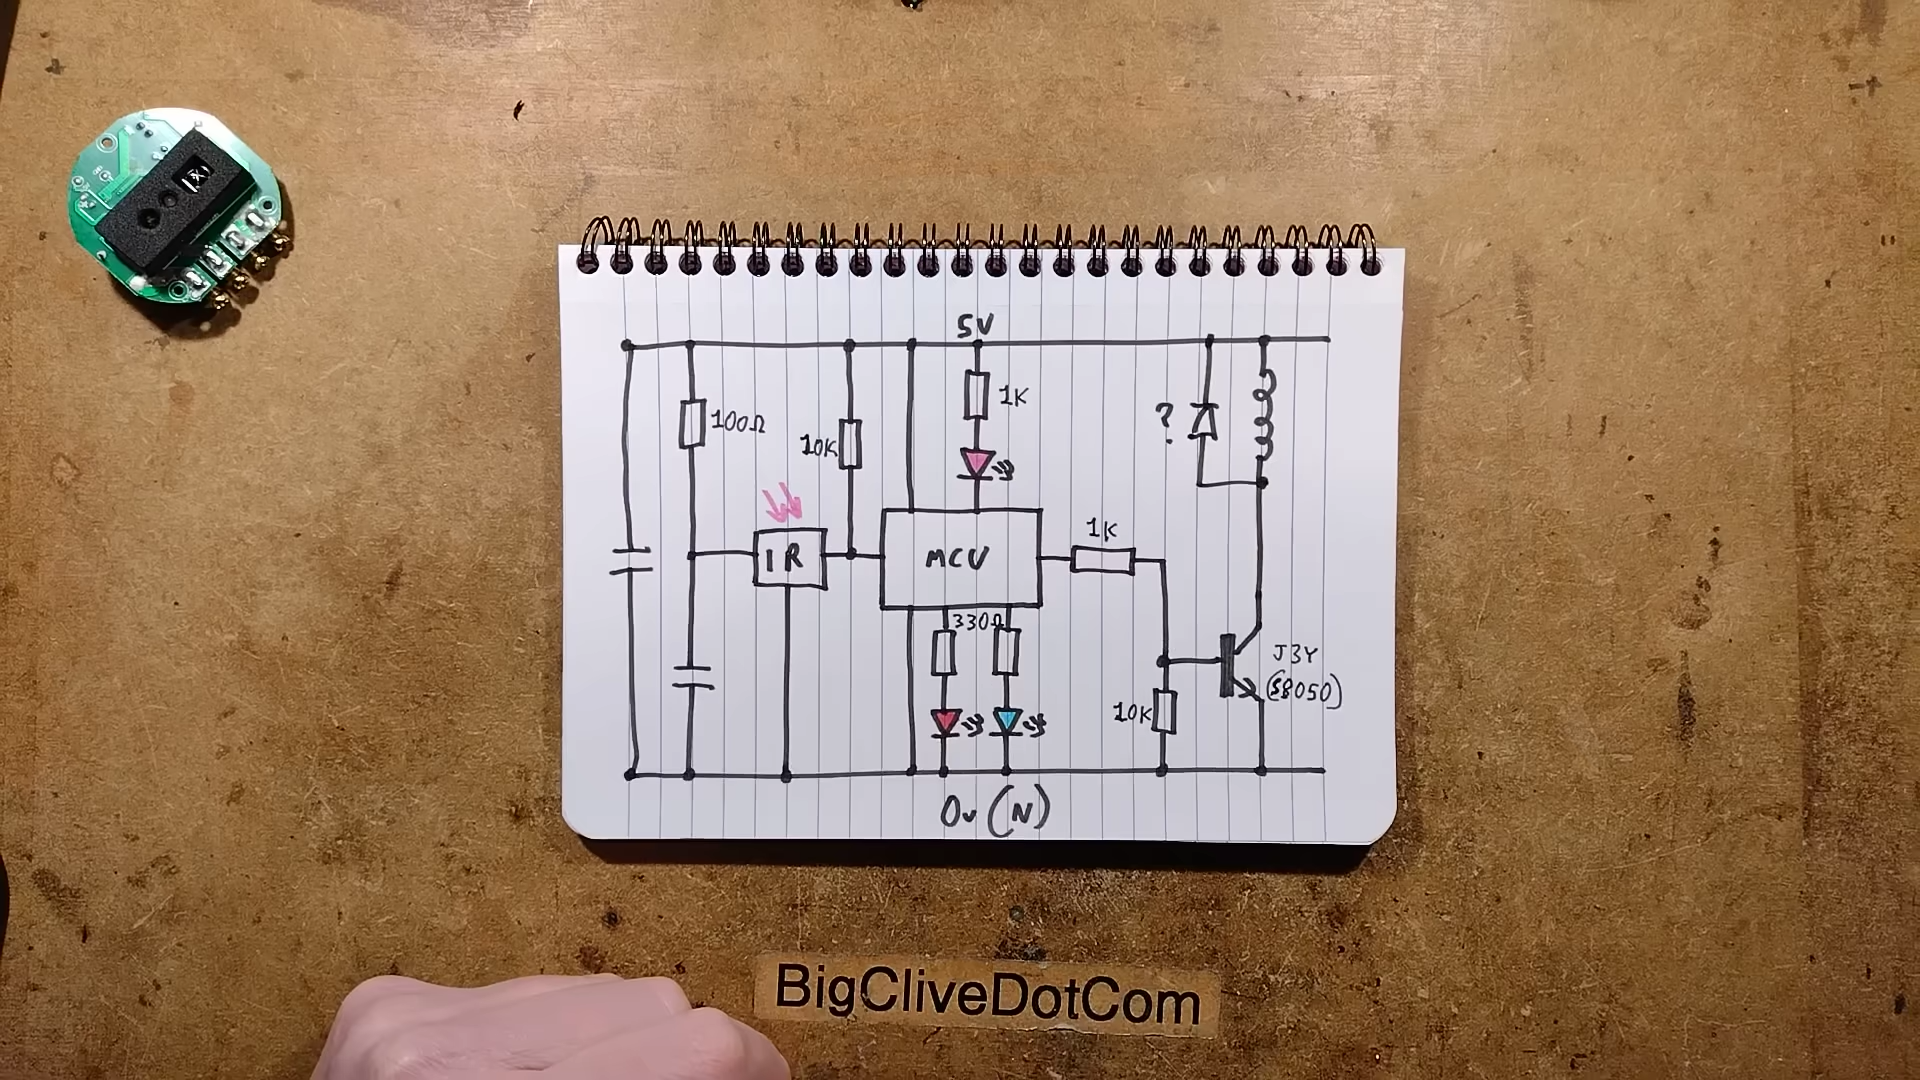 5V
1K
100Ω
10K
?
IR
MCU
1K
330Ω
J3Y
(S8050)
10K
0v (N)
BigCliveDotCom